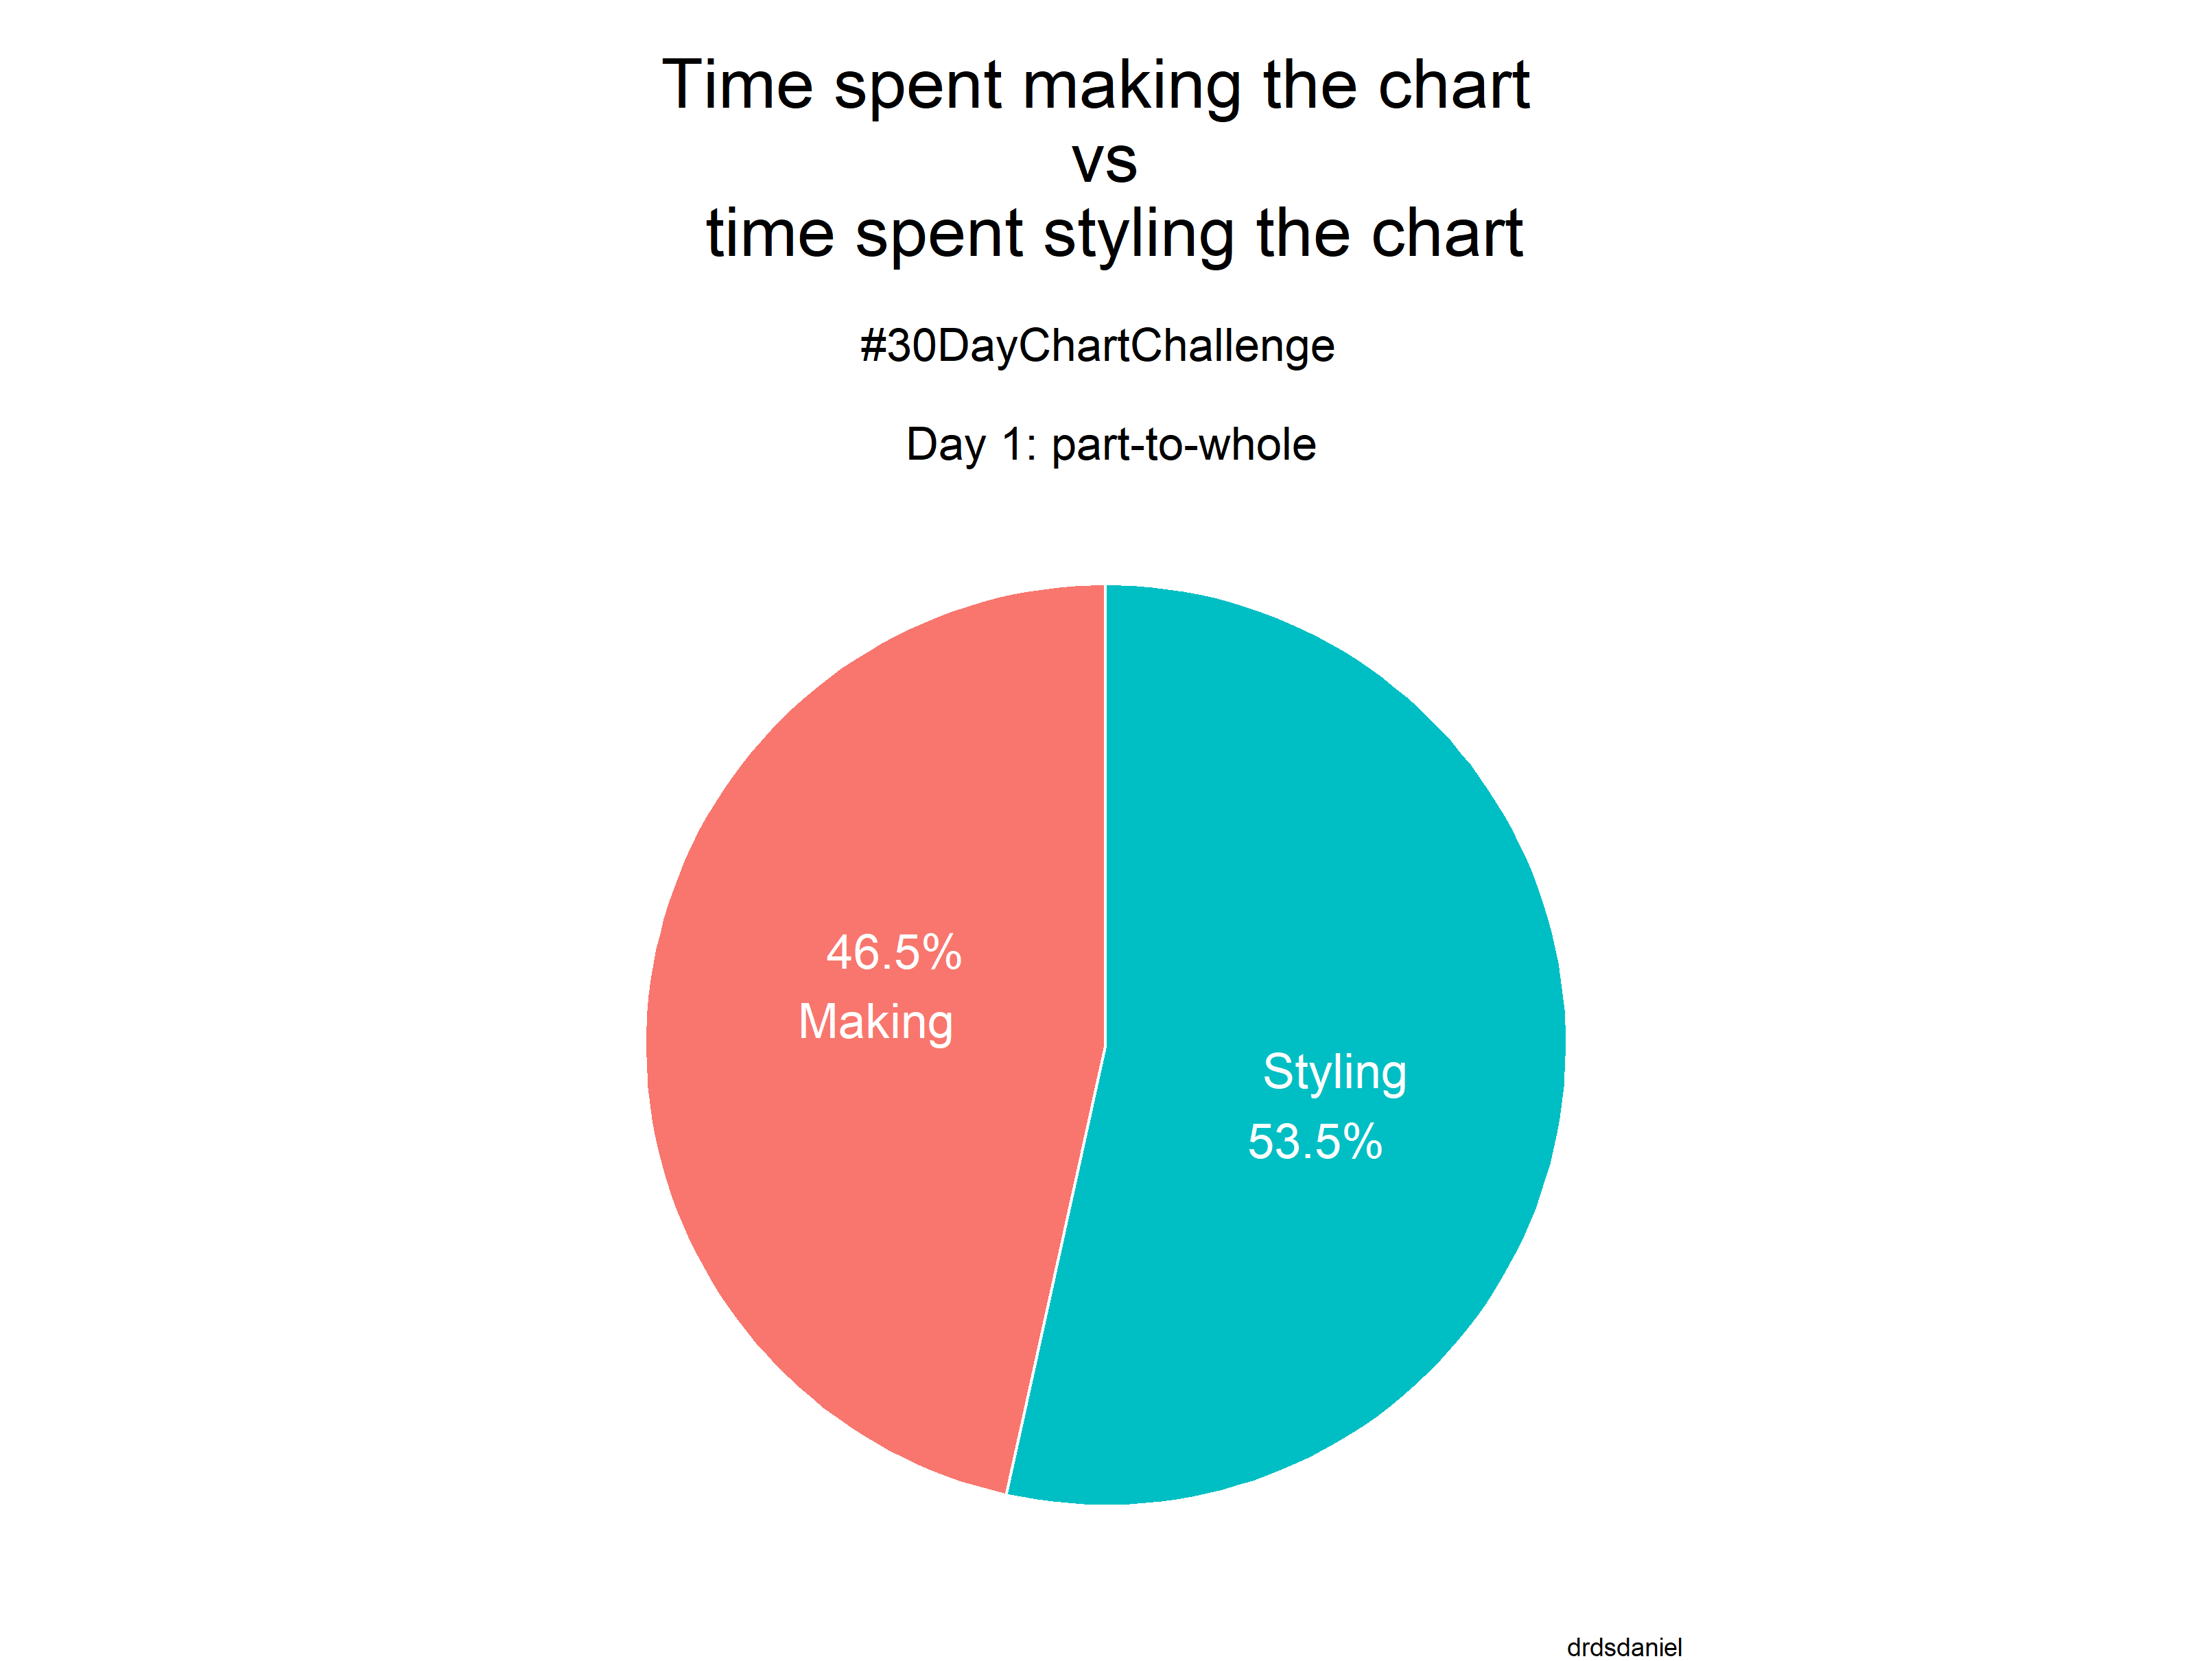 Time spent making the chart
vs
time spent styling the chart
#30DayChartChallenge
Day 1: part-to-whole
46.5%
Making
Styling
53.5%
drdsdaniel